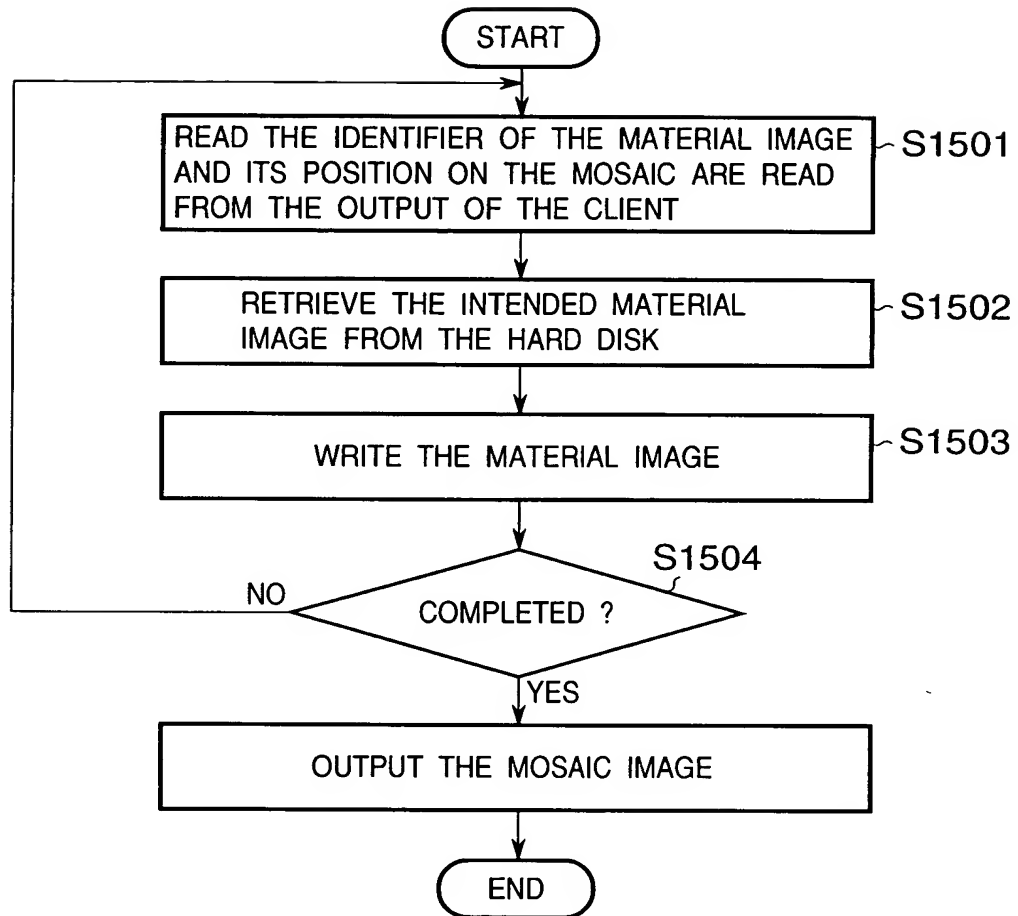 START
READ THE IDENTIFIER OF THE MATERIAL IMAGE
AND ITS POSITION ON THE MOSAIC ARE READ
FROM THE OUTPUT OF THE CLIENT
S1501
RETRIEVE THE INTENDED MATERIAL
IMAGE FROM THE HARD DISK
S1502
WRITE THE MATERIAL IMAGE
S1503
S1504
NO
COMPLETED ?
YES
OUTPUT THE MOSAIC IMAGE
END